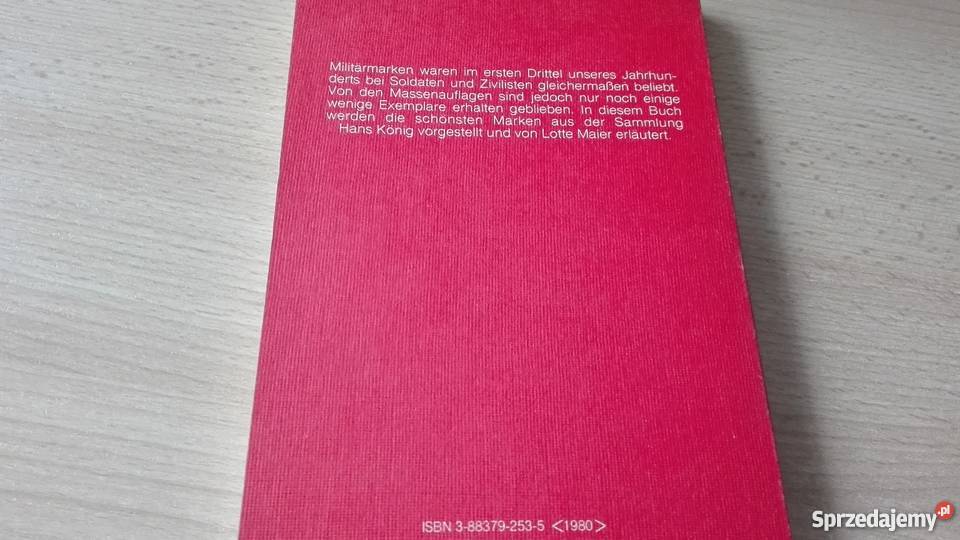 Militärmarken waren im ersten Drittel unseres Jahrhun-
derts bei Soldaten und Zivilisten gleichermaßen beliebt.
Von den Massenauflagen sind jedoch nur noch einige
wenige Exemplare erhalten geblieben. In diesem Buch
werden die schönsten Marken aus der Sammlung
Hans König vorgestellt und von Lotte Maier erläutert.
ISBN 3-88379-253-5 <1980>
Sprzedajemy.pl